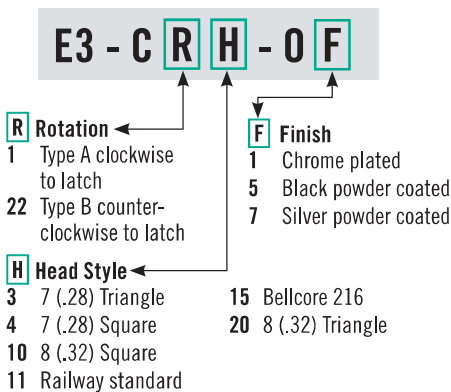 E3 - C R H - 0 F
R Rotation
1 Type A clockwise
to latch
22 Type B counter-
clockwise to latch
F Finish
1 Chrome plated
5 Black powder coated
7 Silver powder coated
H Head Style
3 7 (.28) Triangle
4 7 (.28) Square
10 8 (.32) Square
11 Railway standard
15 Bellcore 216
20 8 (.32) Triangle